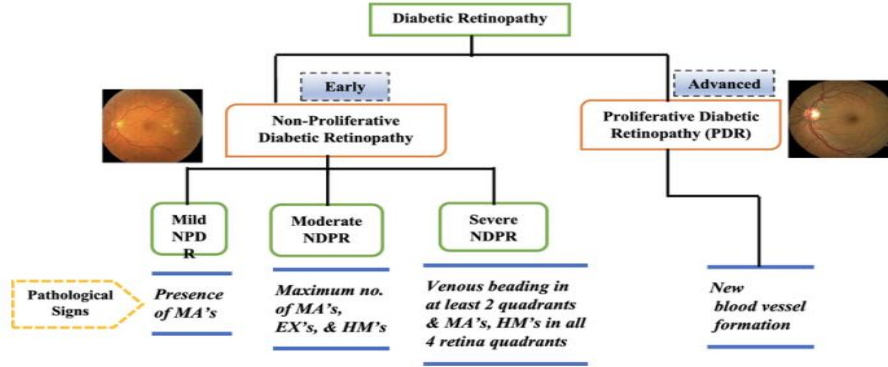 Diabetic Retinopathy
Early
Advanced
Non-Proliferative
Diabetic Retinopathy
Proliferative Diabetic
Retinopathy (PDR)
Mild
NPD
R
Moderate
NDPR
Severe
NDPR
Pathological
Signs
Presence
of MA's
Maximum no.
of MA's,
EX's, & HM's
Venous beading in
at least 2 quadrants
& MA's, HM's in all
4 retina quadrants
New
blood vessel
formation